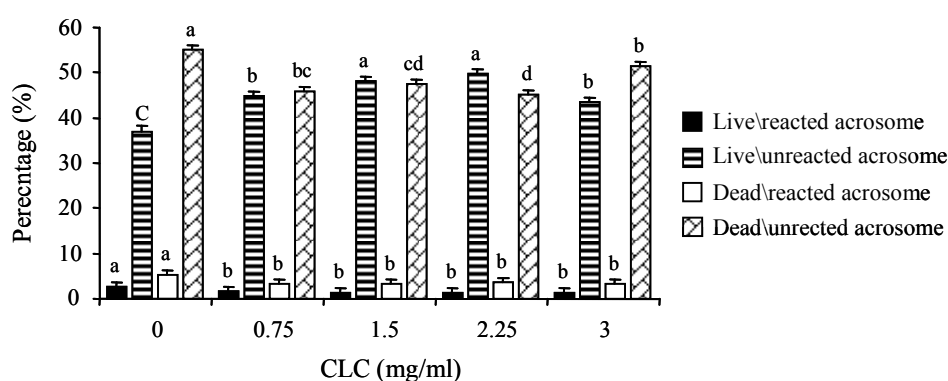 60
50
40
30
20
10
0
Perecntage (%)
a
C
a
a
b
b
b
bc
b
a
b
cd
b
a
b
d
b
b
b
b
0
0.75
1.5
2.25
3
CLC (mg/ml)
Live\reacted acrosome
Live\unreacted acrosome
Dead\reacted acrosome
Dead\unrected acrosome